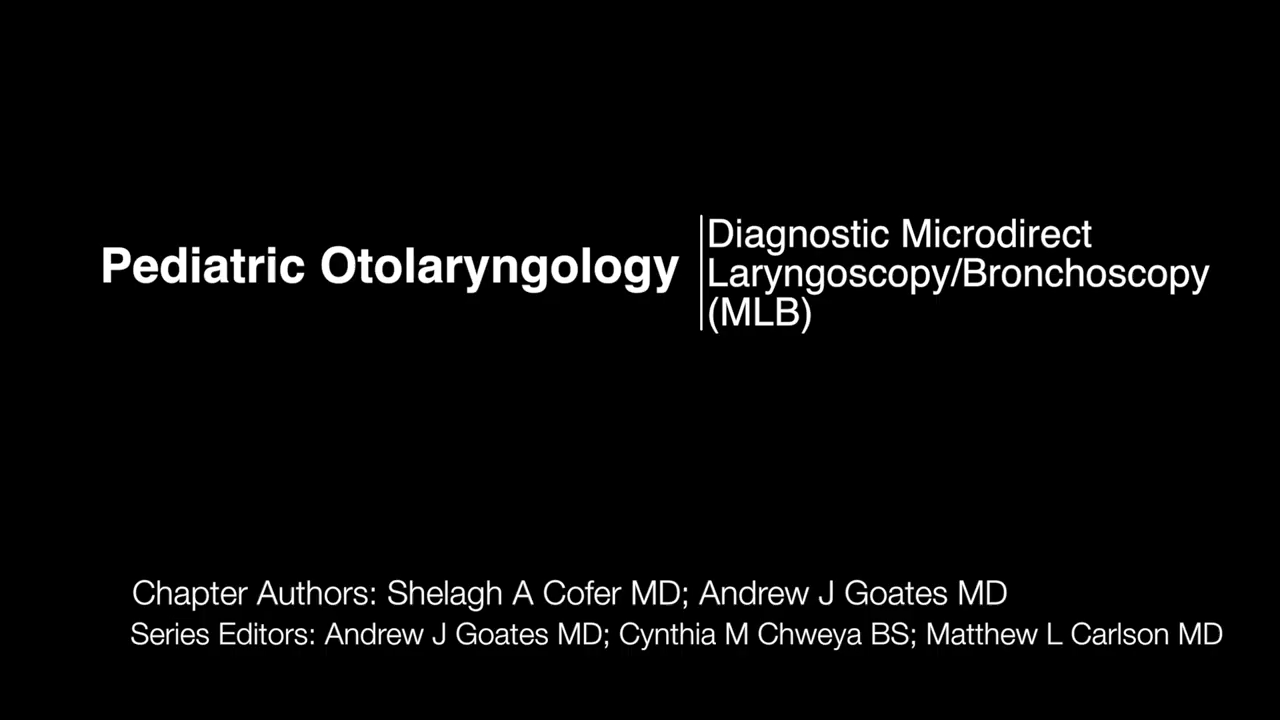 Pediatric Otolaryngology
Diagnostic Microdirect
Laryngoscopy/Bronchoscopy
(MLB)
Chapter Authors: Shelagh A Cofer MD; Andrew J Goates MD
Series Editors: Andrew J Goates MD; Cynthia M Chweya BS; Matthew L Carlson MD